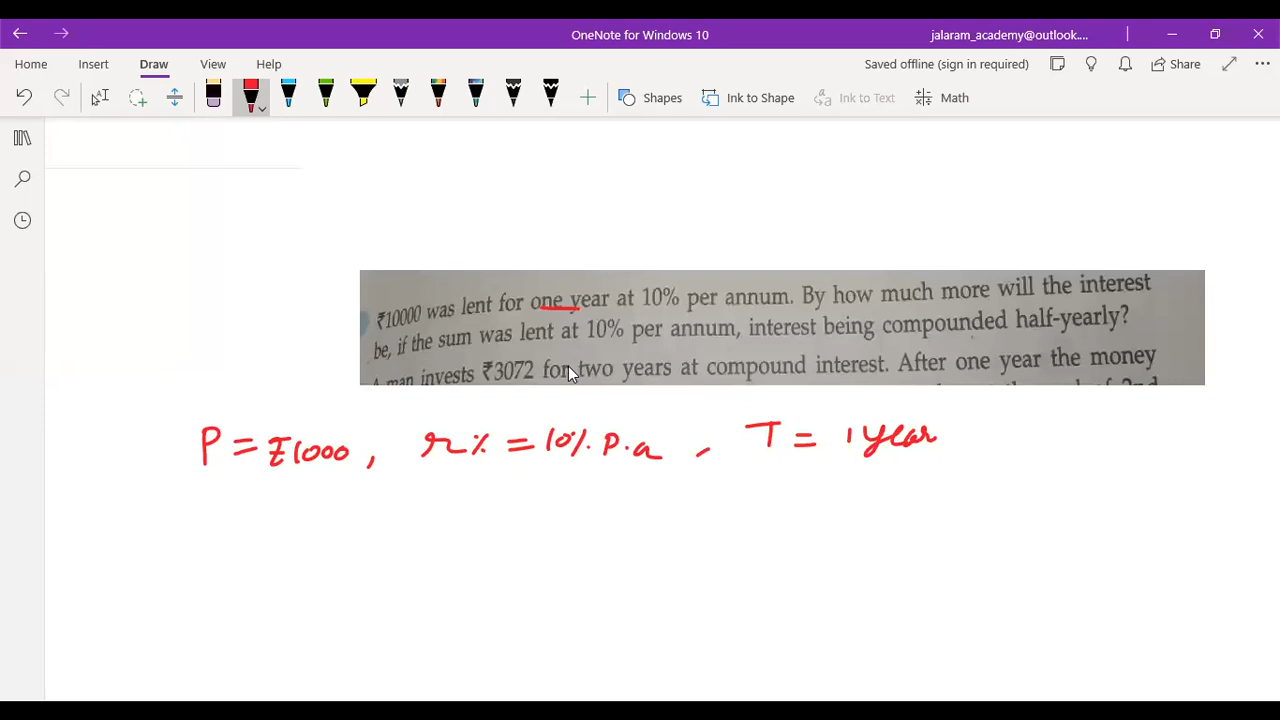 OneNote for Windows 10
jalaram_academy@outlook....
Home Insert Draw View Help
Saved offline (sign in required) Share
Shapes Ink to Shape Ink to Text Math
₹10000 was lent for one year at 10% per annum. By how much more will the interest
be, if the sum was lent at 10% per annum, interest being compounded half-yearly?
A man invests ₹3072 for two years at compound interest. After one year the money
P = ₹1000, r% = 10% P.a , T = 1 year